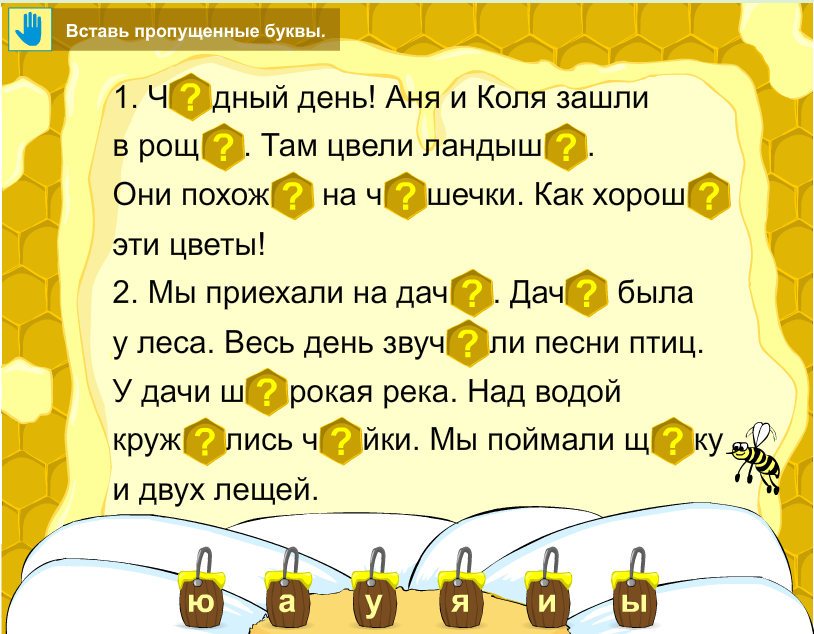 Вставь пропущенные буквы.
1. Ч?дный день! Аня и Коля зашли
в рощ?. Там цвели ландыш?.
Они похож? на ч?шечки. Как хорош?
эти цветы!
2. Мы приехали на дач?. Дач? была
у леса. Весь день звуч?ли песни птиц.
У дачи ш?рокая река. Над водой
круж?лись ч?йки. Мы поймали щ?ку
и двух лещей.
ю а у я и ы